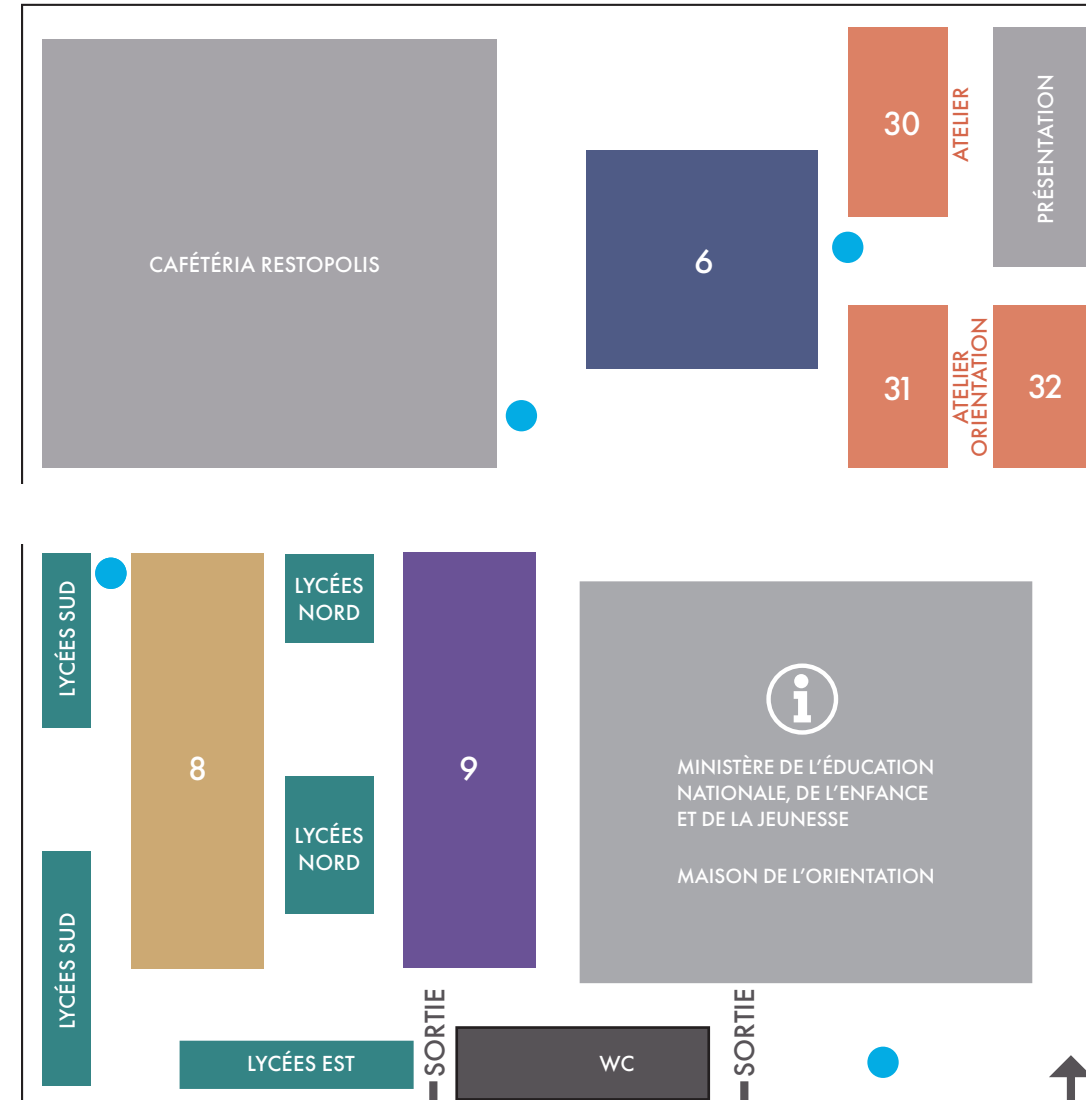 30
ATELIER
PRÉSENTATION
CAFÉTÉRIA RESTOPOLIS
6
31
ATELIER
ORIENTATION
32
LYCÉES SUD
8
LYCÉES
NORD
9
i
MINISTÈRE DE L'ÉDUCATION
NATIONALE, DE L'ENFANCE
ET DE LA JEUNESSE
MAISON DE L'ORIENTATION
LYCÉES
NORD
LYCÉES SUD
LYCÉES EST
SORTIE
WC
SORTIE